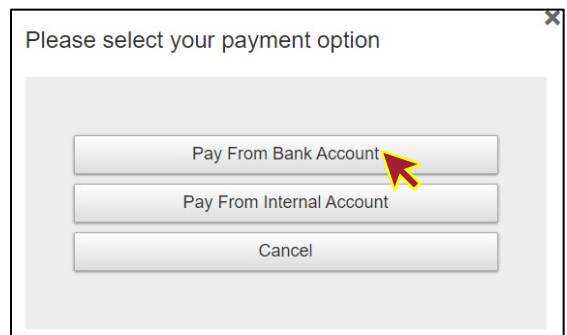 Please select your payment option
Pay From Bank Account
Pay From Internal Account
Cancel